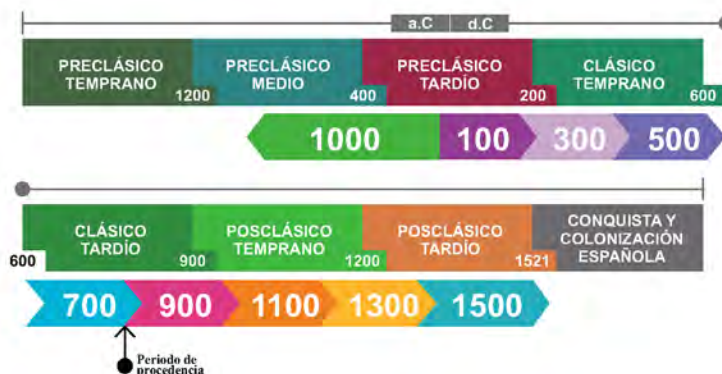 a.C d.C
PRECLÁSICO TEMPRANO
1200
PRECLÁSICO MEDIO
400
PRECLÁSICO TARDÍO
200
CLÁSICO TEMPRANO
600
1000 100 300 500
600
CLÁSICO TARDÍO
900
POSCLÁSICO TEMPRANO
1200
POSCLÁSICO TARDÍO
1521
CONQUISTA Y COLONIZACIÓN ESPAÑOLA
700 900 1100 1300 1500
Periodo de
procedencia